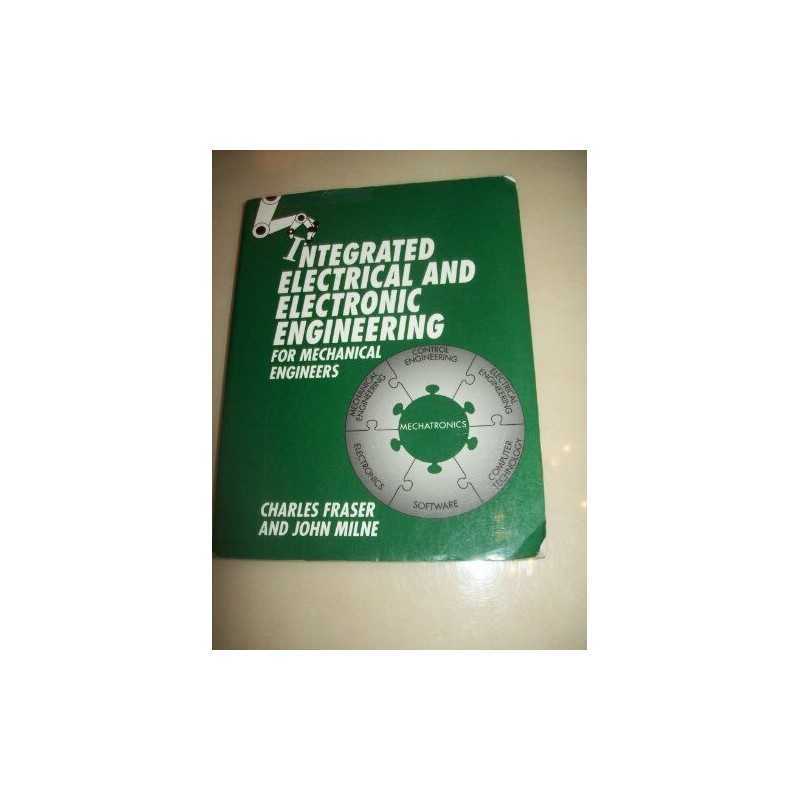 INTEGRATED
ELECTRICAL AND
ELECTRONIC
ENGINEERING
FOR MECHANICAL
ENGINEERS
CONTROL
ENGINEERING
ELECTRICAL
ENGINEERING
COMPUTER
TECHNOLOGY
SOFTWARE
ELECTRONICS
MECHANICAL
ENGINEERING
MECHATRONICS
CHARLES FRASER
AND JOHN MILNE